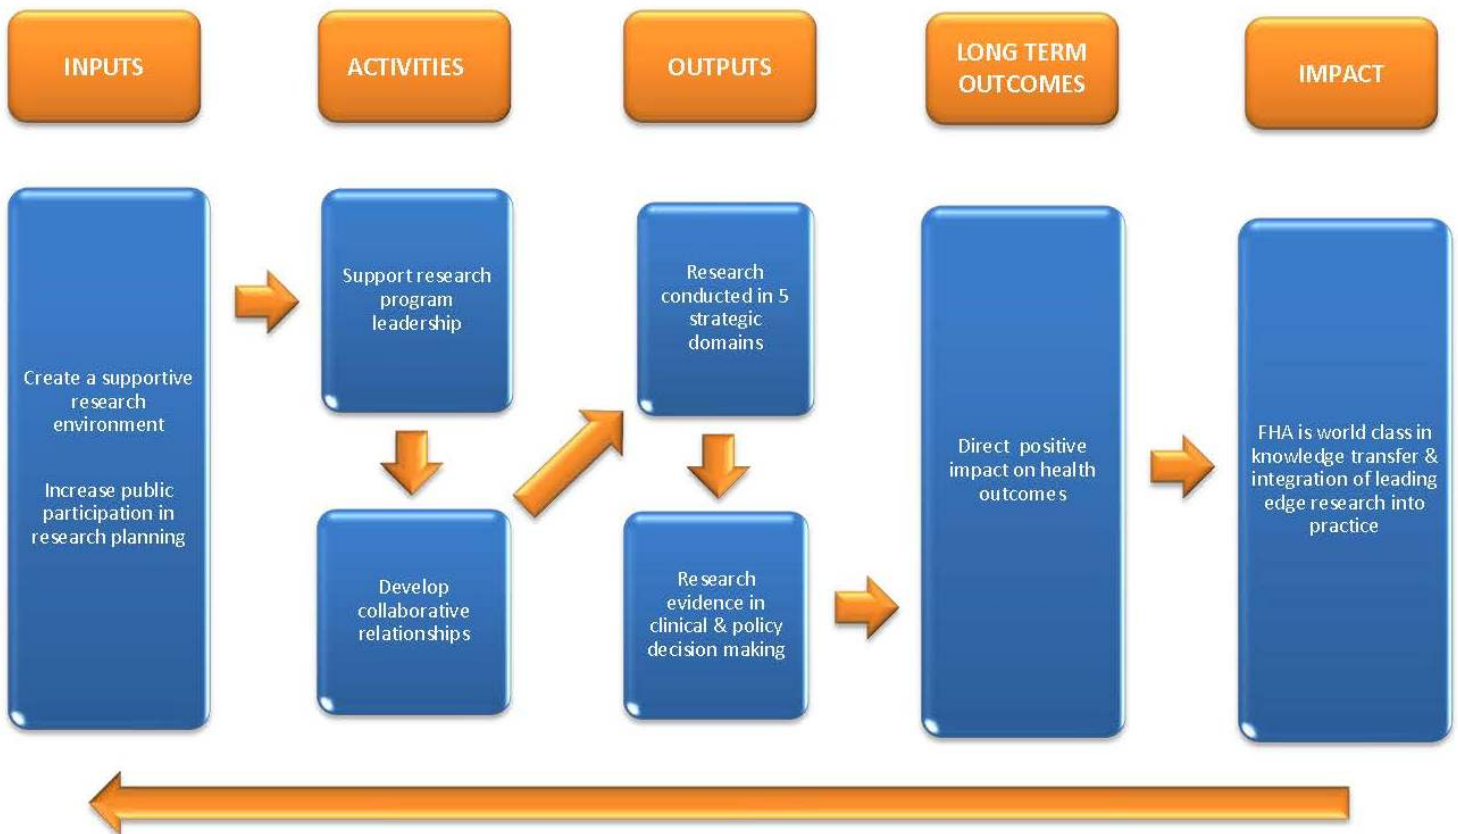 INPUTS
ACTIVITIES
OUTPUTS
LONG TERM
OUTCOMES
IMPACT
Create a supportive
research
environment
Increase public
participation in
research planning
Support research
program
leadership
Develop
collaborative
relationships
Research
conducted in 5
strategic
domains
Research
evidence in
clinical & policy
decision making
Direct positive
impact on health
outcomes
FHA is world class in
knowledge transfer &
integration of leading
edge research into
practice